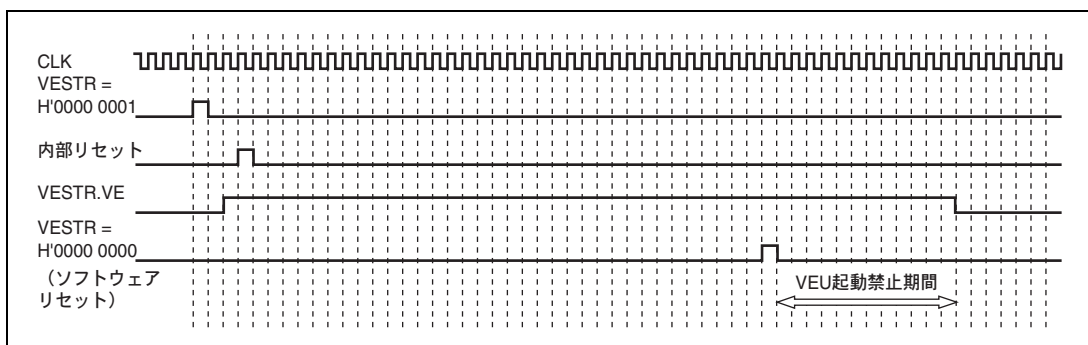 CLK
VESTR =
H'0000 0001
内部リセット
VESTR.VE
VESTR =
H'0000 0000
（ソフトウェア
リセット）
VEU起動禁止期間